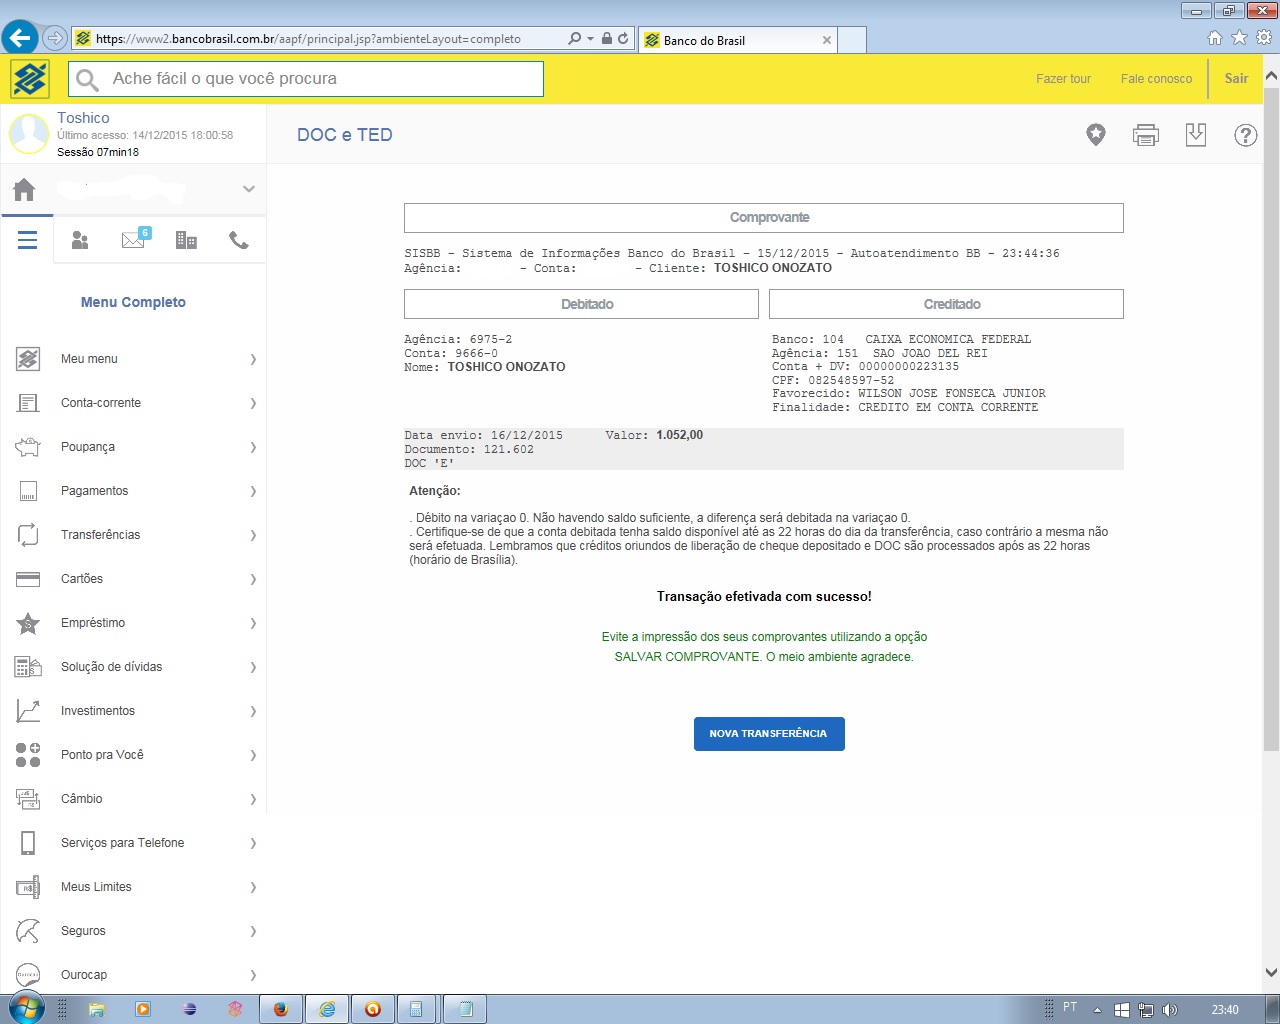 https://www2.bancobrasil.com.br/aapf/principal.jsp?ambienteLayout=completo
Banco do Brasil
Ache fácil o que você procura
Fazer tour
Fale conosco
Sair
Toshico
Último acesso: 14/12/2015 18:00:58
Sessão 07min18
DOC e TED
6
Menu Completo
Meu menu
Conta-corrente
Poupança
Pagamentos
Transferências
Cartões
Empréstimo
Solução de dívidas
Investimentos
Ponto pra Você
Câmbio
Serviços para Telefone
Meus Limites
Seguros
Ourocap
Comprovante
SISBB - Sistema de Informações Banco do Brasil - 15/12/2015 - Autoatendimento BB - 23:44:36
Agência: - Conta: - Cliente: TOSHICO ONOZATO
Debitado
Agência: 6975-2
Conta: 9666-0
Nome: TOSHICO ONOZATO
Creditado
Banco: 104 CAIXA ECONOMICA FEDERAL
Agência: 151 SAO JOAO DEL REI
Conta + DV: 00000000223135
CPF: 082548597-52
Favorecido: WILSON JOSE FONSECA JUNIOR
Finalidade: CREDITO EM CONTA CORRENTE
Data envio: 16/12/2015 Valor: 1.052,00
Documento: 121.602
DOC 'E'
Atenção:
. Débito na variaçao 0. Não havendo saldo suficiente, a diferença será debitada na variaçao 0.
. Certifique-se de que a conta debitada tenha saldo disponível até as 22 horas do dia da transferência, caso contrário a mesma não
será efetuada. Lembramos que créditos oriundos de liberação de cheque depositado e DOC são processados após as 22 horas
(horário de Brasília).
Transação efetivada com sucesso!
Evite a impressão dos seus comprovantes utilizando a opção
SALVAR COMPROVANTE. O meio ambiente agradece.
NOVA TRANSFERÊNCIA
PT
23:40